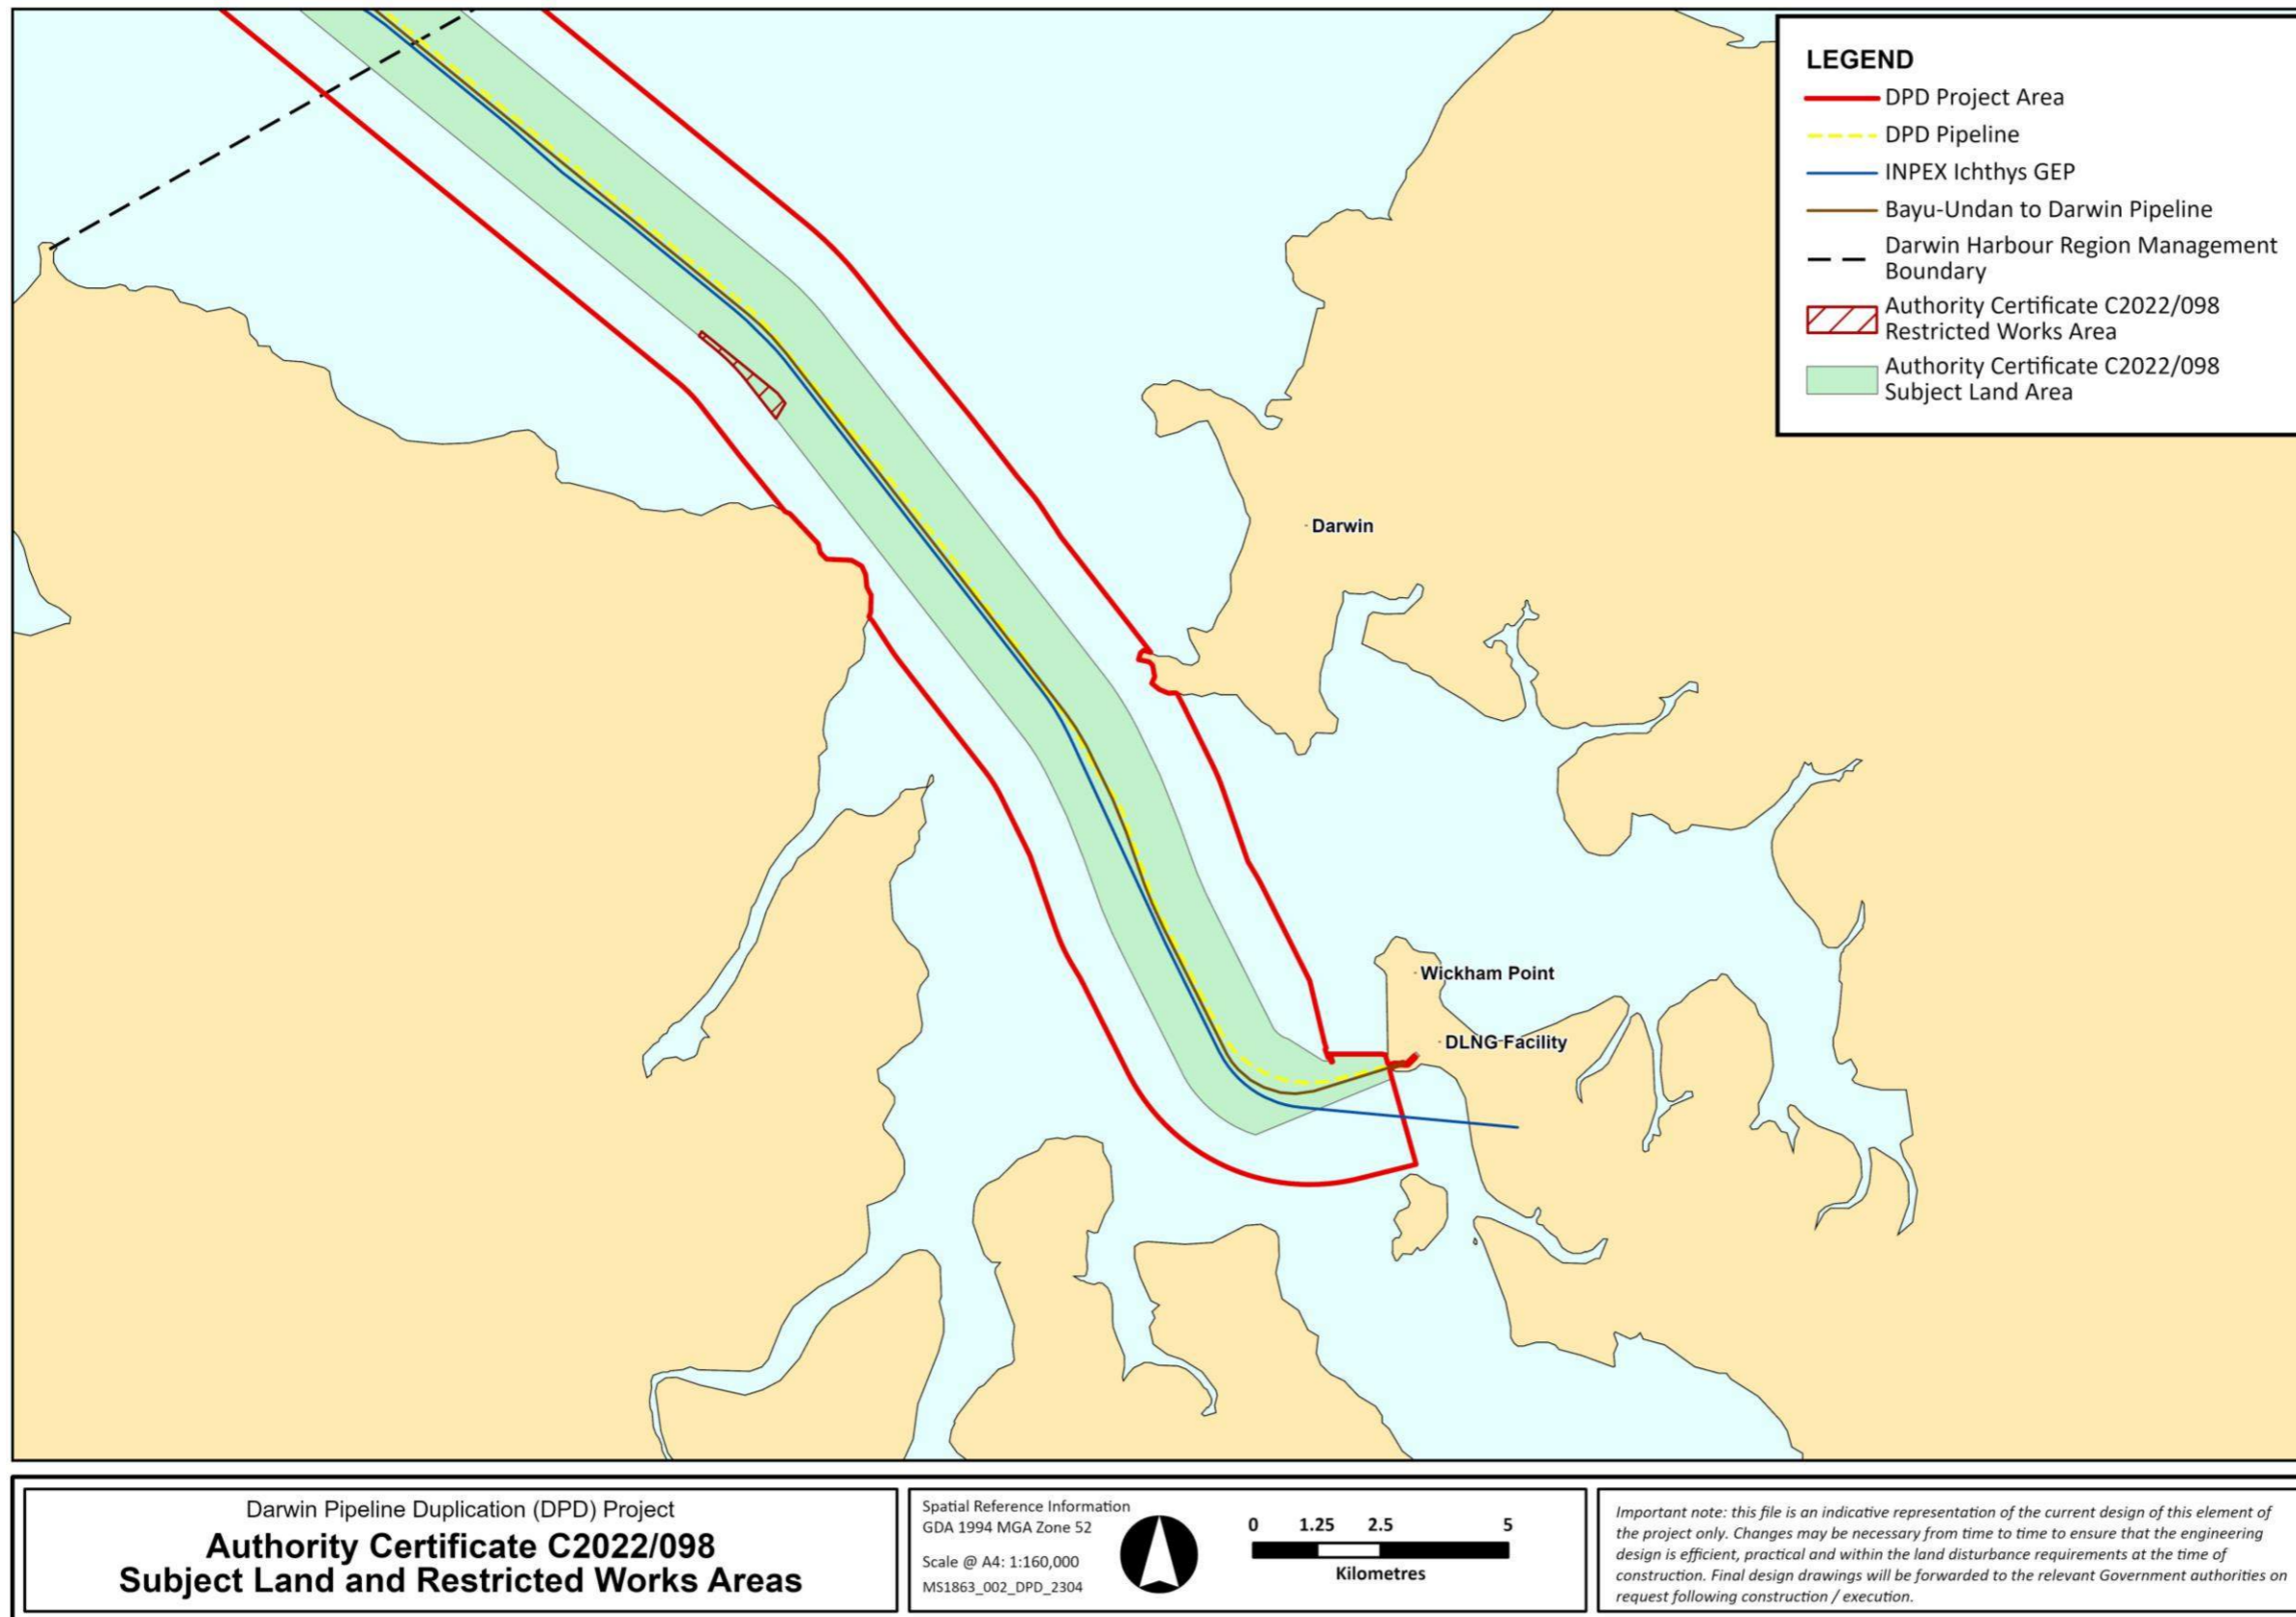 LEGEND
DPD Project Area
DPD Pipeline
INPEX Ichthys GEP
Bayu-Undan to Darwin Pipeline
Darwin Harbour Region Management
Boundary
Authority Certificate C2022/098
Restricted Works Area
Authority Certificate C2022/098
Subject Land Area
Darwin
Wickham Point
DLNG Facility
Darwin Pipeline Duplication (DPD) Project
Authority Certificate C2022/098
Subject Land and Restricted Works Areas
Spatial Reference Information
GDA 1994 MGA Zone 52
Scale @ A4: 1:160,000
MS1863_002_DPD_2304
0 1.25 2.5 5
Kilometres
Important note: this file is an indicative representation of the current design of this element of
the project only. Changes may be necessary from time to time to ensure that the engineering
design is efficient, practical and within the land disturbance requirements at the time of
construction. Final design drawings will be forwarded to the relevant Government authorities on
request following construction / execution.